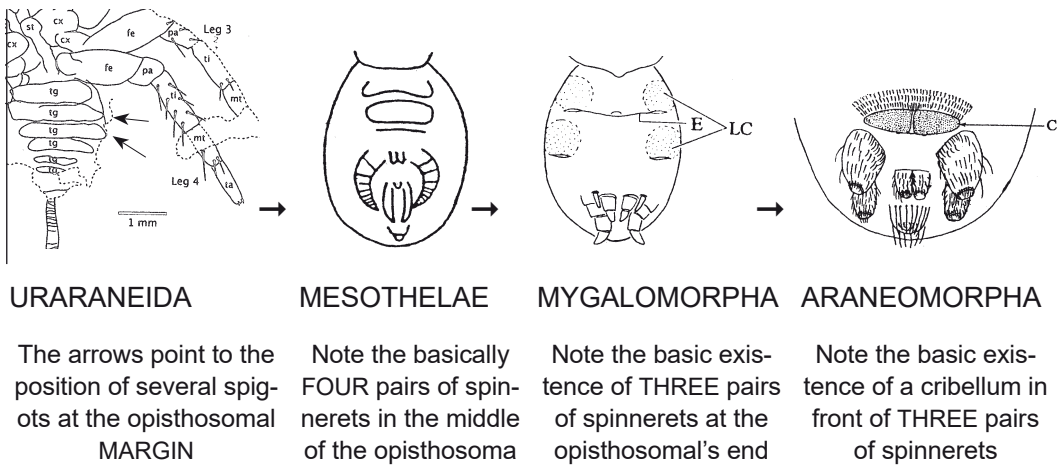 cx
st
cx
cx
fe
pa
Leg 3
ti
mt
fe
pa
ti
mt
ta
Leg 4
tg
tg
tg
tg
tg
1 mm
E
LC
C
URARANEIDA
The arrows point to the
position of several spig-
ots at the opisthosomal
MARGIN
MESOTHELAE
Note the basically
FOUR pairs of spin-
nerets in the middle
of the opisthosoma
MYGALOMORPHA
Note the basic exis-
tence of THREE pairs
of spinnerets at the
opisthosomal's end
ARANEOMORPHA
Note the basic exis-
tence of a cribellum in
front of THREE pairs
of spinnerets